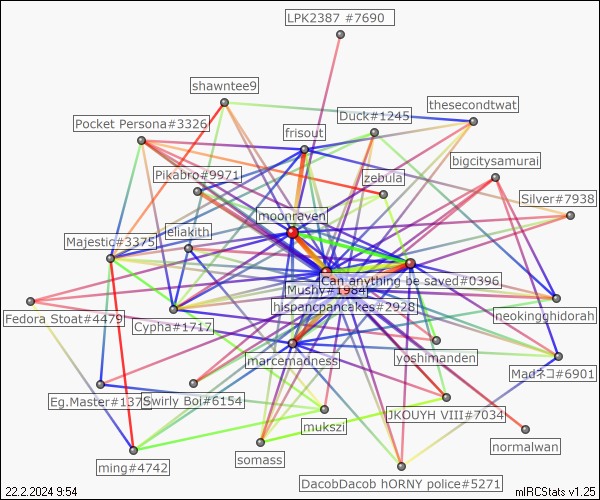 LPK2387 #7690
shawntee9
thesecondtwat
Duck#1245
Pocket Persona#3326
frisout
bigcitysamurai
Pikabro#9971
zebula
Silver#7938
moonraven
eliakith
Majestic#3375
Can anything be saved#0396
Mushy#1984
hispancpancakes#2928
neokingghidorah
Fedora Stoat#4479
Cypha#1717
yoshimanden
marcemadness
Madネコ#6901
Eg.Master#137
Swirly Boi#6154
JKOUYH VIII#7034
mukszi
normalwan
somass
ming#4742
DacobDacob hORNY police#5271
22.2.2024 9:54
mIRCStats v1.25